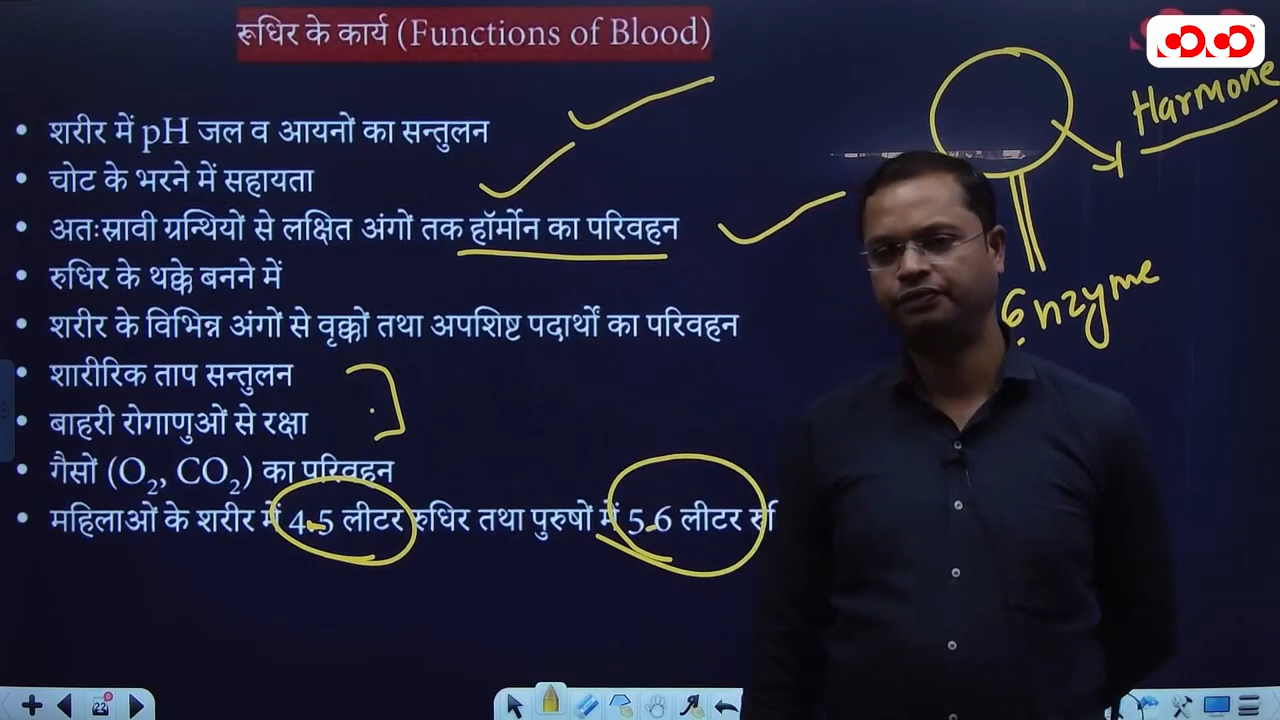 रूधिर के कार्य (Functions of Blood)
• शरीर में pH जल व आयनों का सन्तुलन
• चोट के भरने में सहायता
• अतःस्रावी ग्रन्थियों से लक्षित अंगों तक हॉर्मोन का परिवहन
• रुधिर के थक्के बनने में
• शरीर के विभिन्न अंगों से वृक्कों तथा अपशिष्ट पदार्थों का परिवहन
• शारीरिक ताप सन्तुलन
• बाहरी रोगाणुओं से रक्षा
• गैसों (O₂, CO₂) का परिवहन
• महिलाओं के शरीर में 4-5 लीटर रुधिर तथा पुरुषों में 5-6 लीटर
Harmone
Enzyme
22